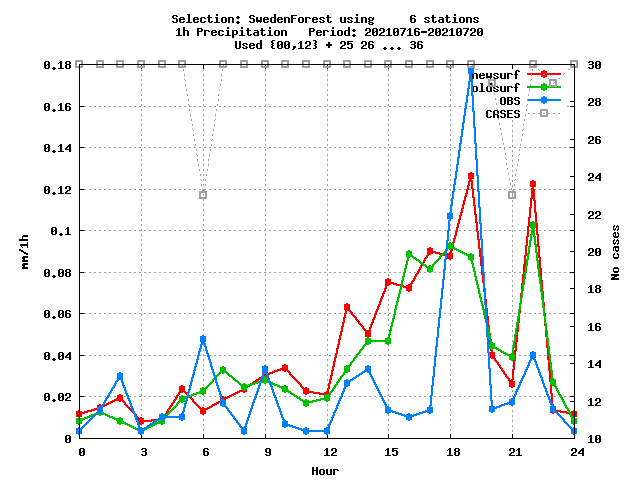 Selection: SwedenForest using 6 stations
1h Precipitation Period: 20210716-20210720
Used {00,12} + 25 26 ... 36
0.18
0.16
0.14
0.12
0.1
0.08
0.06
0.04
0.02
0
mm/1h
newsurf
oldsurf
OBS
CASES
30
28
26
24
22
20
18
16
14
12
10
No cases
0 3 6 9 12 15 18 21 24
Hour